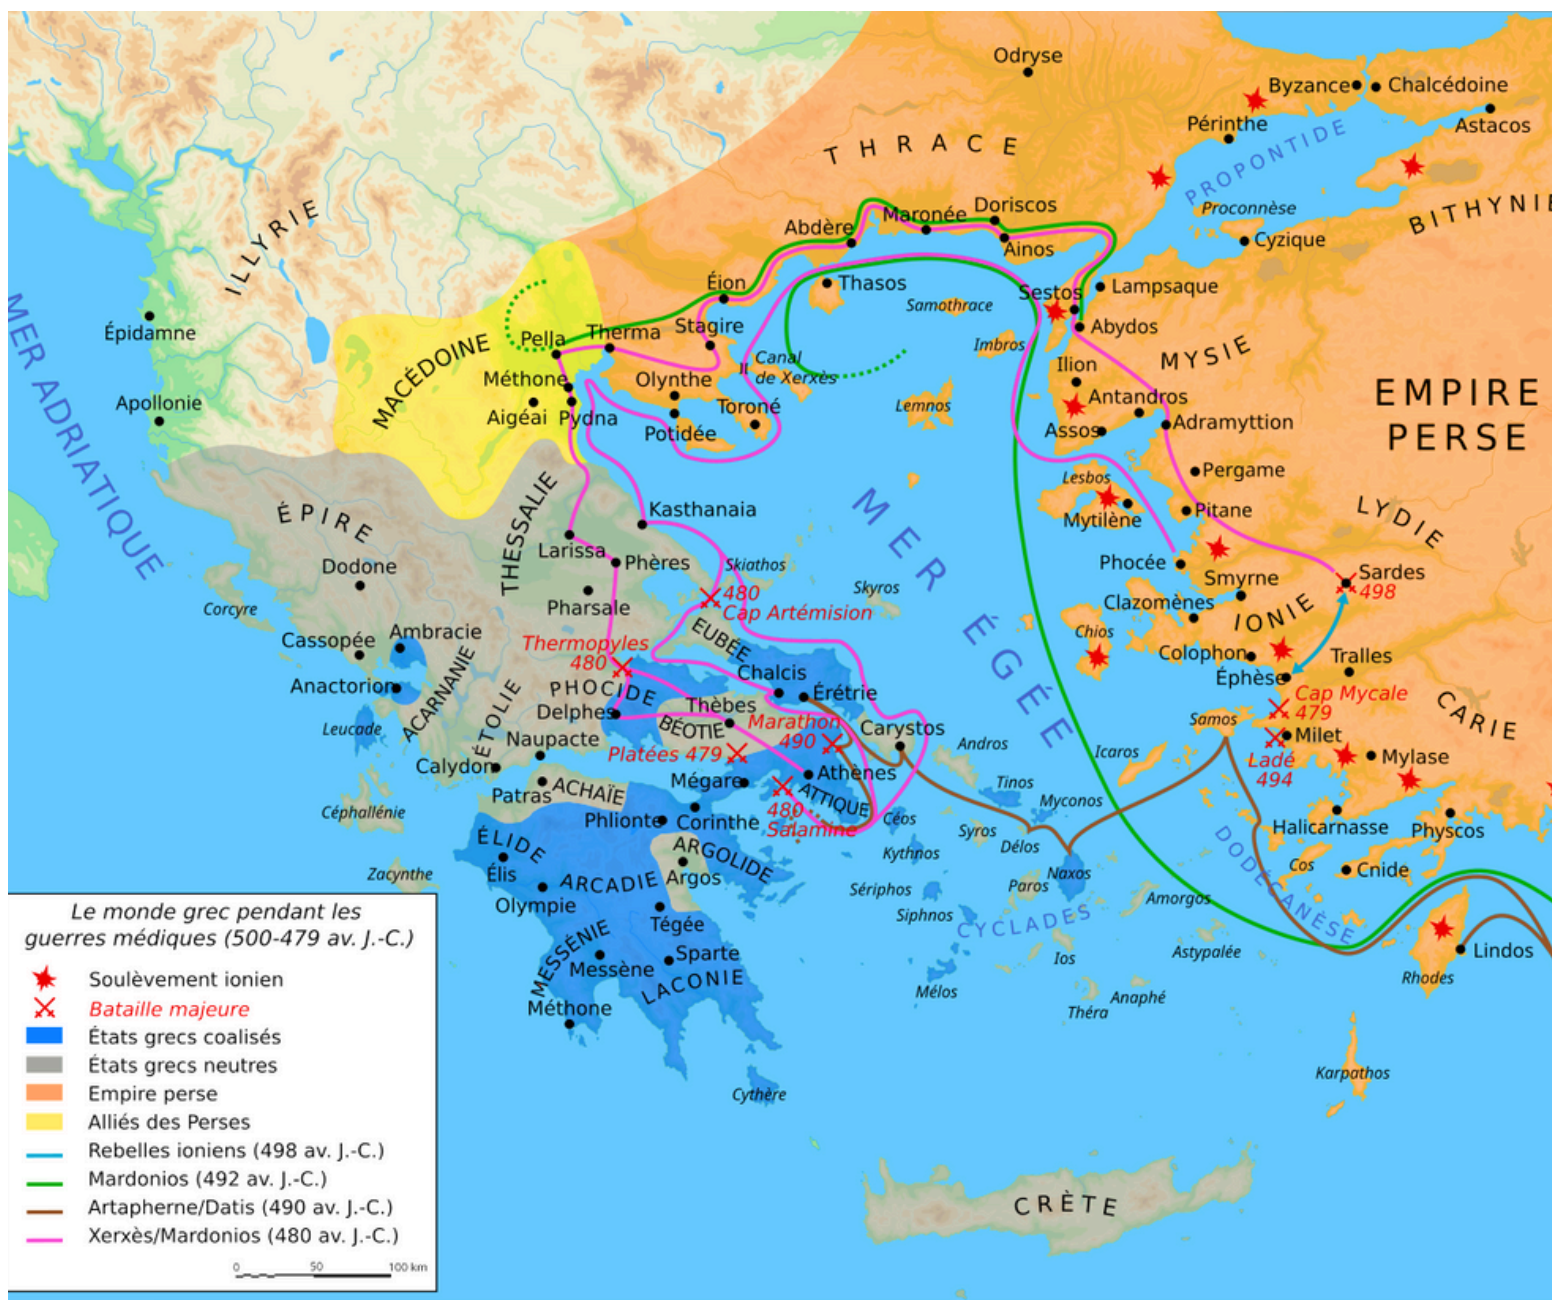 Odryse
Byzance
Chalcédoine
Périnthe
Astacos
THRACE
PROPONTIDE
Proconnèse
BITHYNIE
Cyzique
ILLYRIE
Abdère
Maronée
Doriscos
Ainos
Éion
Thasos
Samothrace
Sestos
Lampsaque
Abydos
Imbros
MER ADRIATIQUE
Épidamne
Apollonie
MACÉDOINE
Pella
Therma
Stagire
Canal
de Xerxès
Méthone
Aigéai
Pydna
Olynthe
Toroné
Potidée
Lemnos
Ilion
MYSIE
Antandros
Assos
Adramyttion
EMPIRE
PERSE
Pergame
Lesbos
Mytilène
Pitane
LYDIE
ÉPIRE
Dodone
Corcyre
THESSALIE
Kasthanaia
Larissa
Phères
Pharsale
Skiathos
480
Cap Artémision
Skyros
MER ÉGÉE
Phocée
Smyrne
Sardes
498
Clazomènes
IONIE
Chios
Colophon
Éphèse
Tralles
Cap Mycale
479
CARIE
Samos
Milet
Ladé
494
Mylase
Icaros
Halicarnasse
Physcos
Cos
Cnide
DODÉCANÈSE
Lindos
Rhodes
Karpathos
Cassopée
Ambracie
Anactorion
ACARNANIE
Leucade
ÉTOLIE
Thermopyles
480
EUBÉE
PHOCIDE
Delphes
Chalcis
Érétrie
Thèbes
BÉOTIE
Marathon
490
Carystos
Platées 479
Naupacte
Calydon
Patras
ACHAÏE
Mégare
Athènes
ATTIQUE
480
Salamine
Phlionte
Corinthe
Céphallénie
Zacynthe
ÉLIDE
Élis
ARCADIE
ARGOLIDE
Argos
Olympie
Tégée
MESSÉNIE
Messène
Sparte
LACONIE
Méthone
Cythère
Andros
Tinos
Myconos
Céos
Kythnos
Syros
Délos
Naxos
Paros
Sériphos
Siphnos
CYCLADES
Amorgos
Ios
Astypalée
Mélos
Théra
Anaphé
CRÈTE
Le monde grec pendant les
guerres médiques (500-479 av. J.-C.)
Soulèvement ionien
Bataille majeure
États grecs coalisés
États grecs neutres
Empire perse
Alliés des Perses
Rebelles ioniens (498 av. J.-C.)
Mardonios (492 av. J.-C.)
Artapherne/Datis (490 av. J.-C.)
Xerxès/Mardonios (480 av. J.-C.)
0 50 100 km